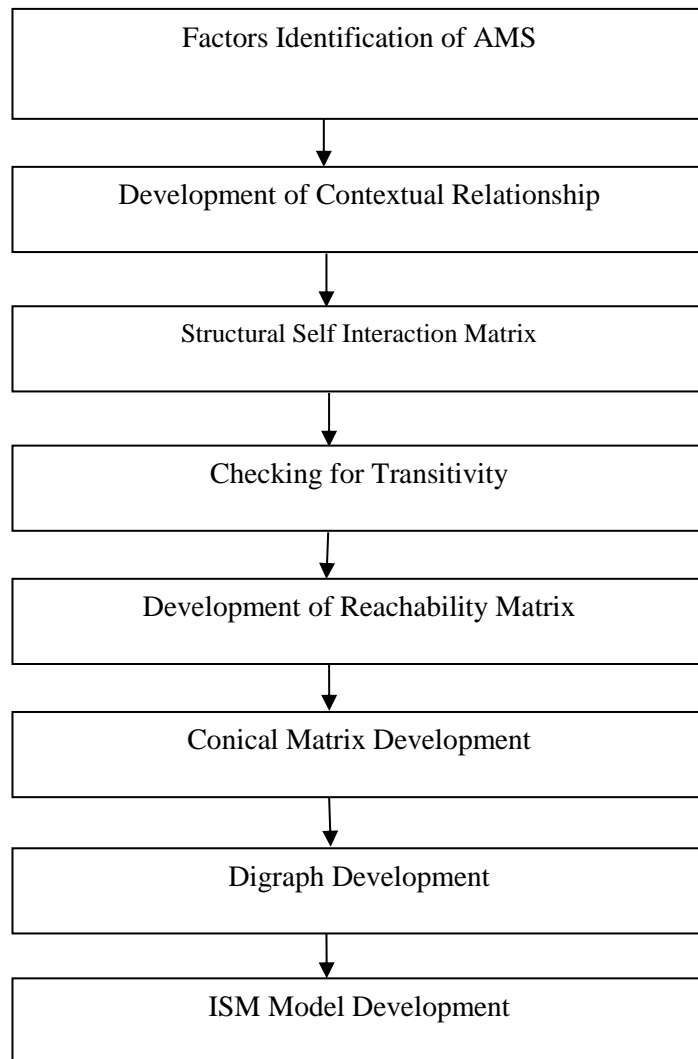 Factors Identification of AMS
Development of Contextual Relationship
Structural Self Interaction Matrix
Checking for Transitivity
Development of Reachability Matrix
Conical Matrix Development
Digraph Development
ISM Model Development